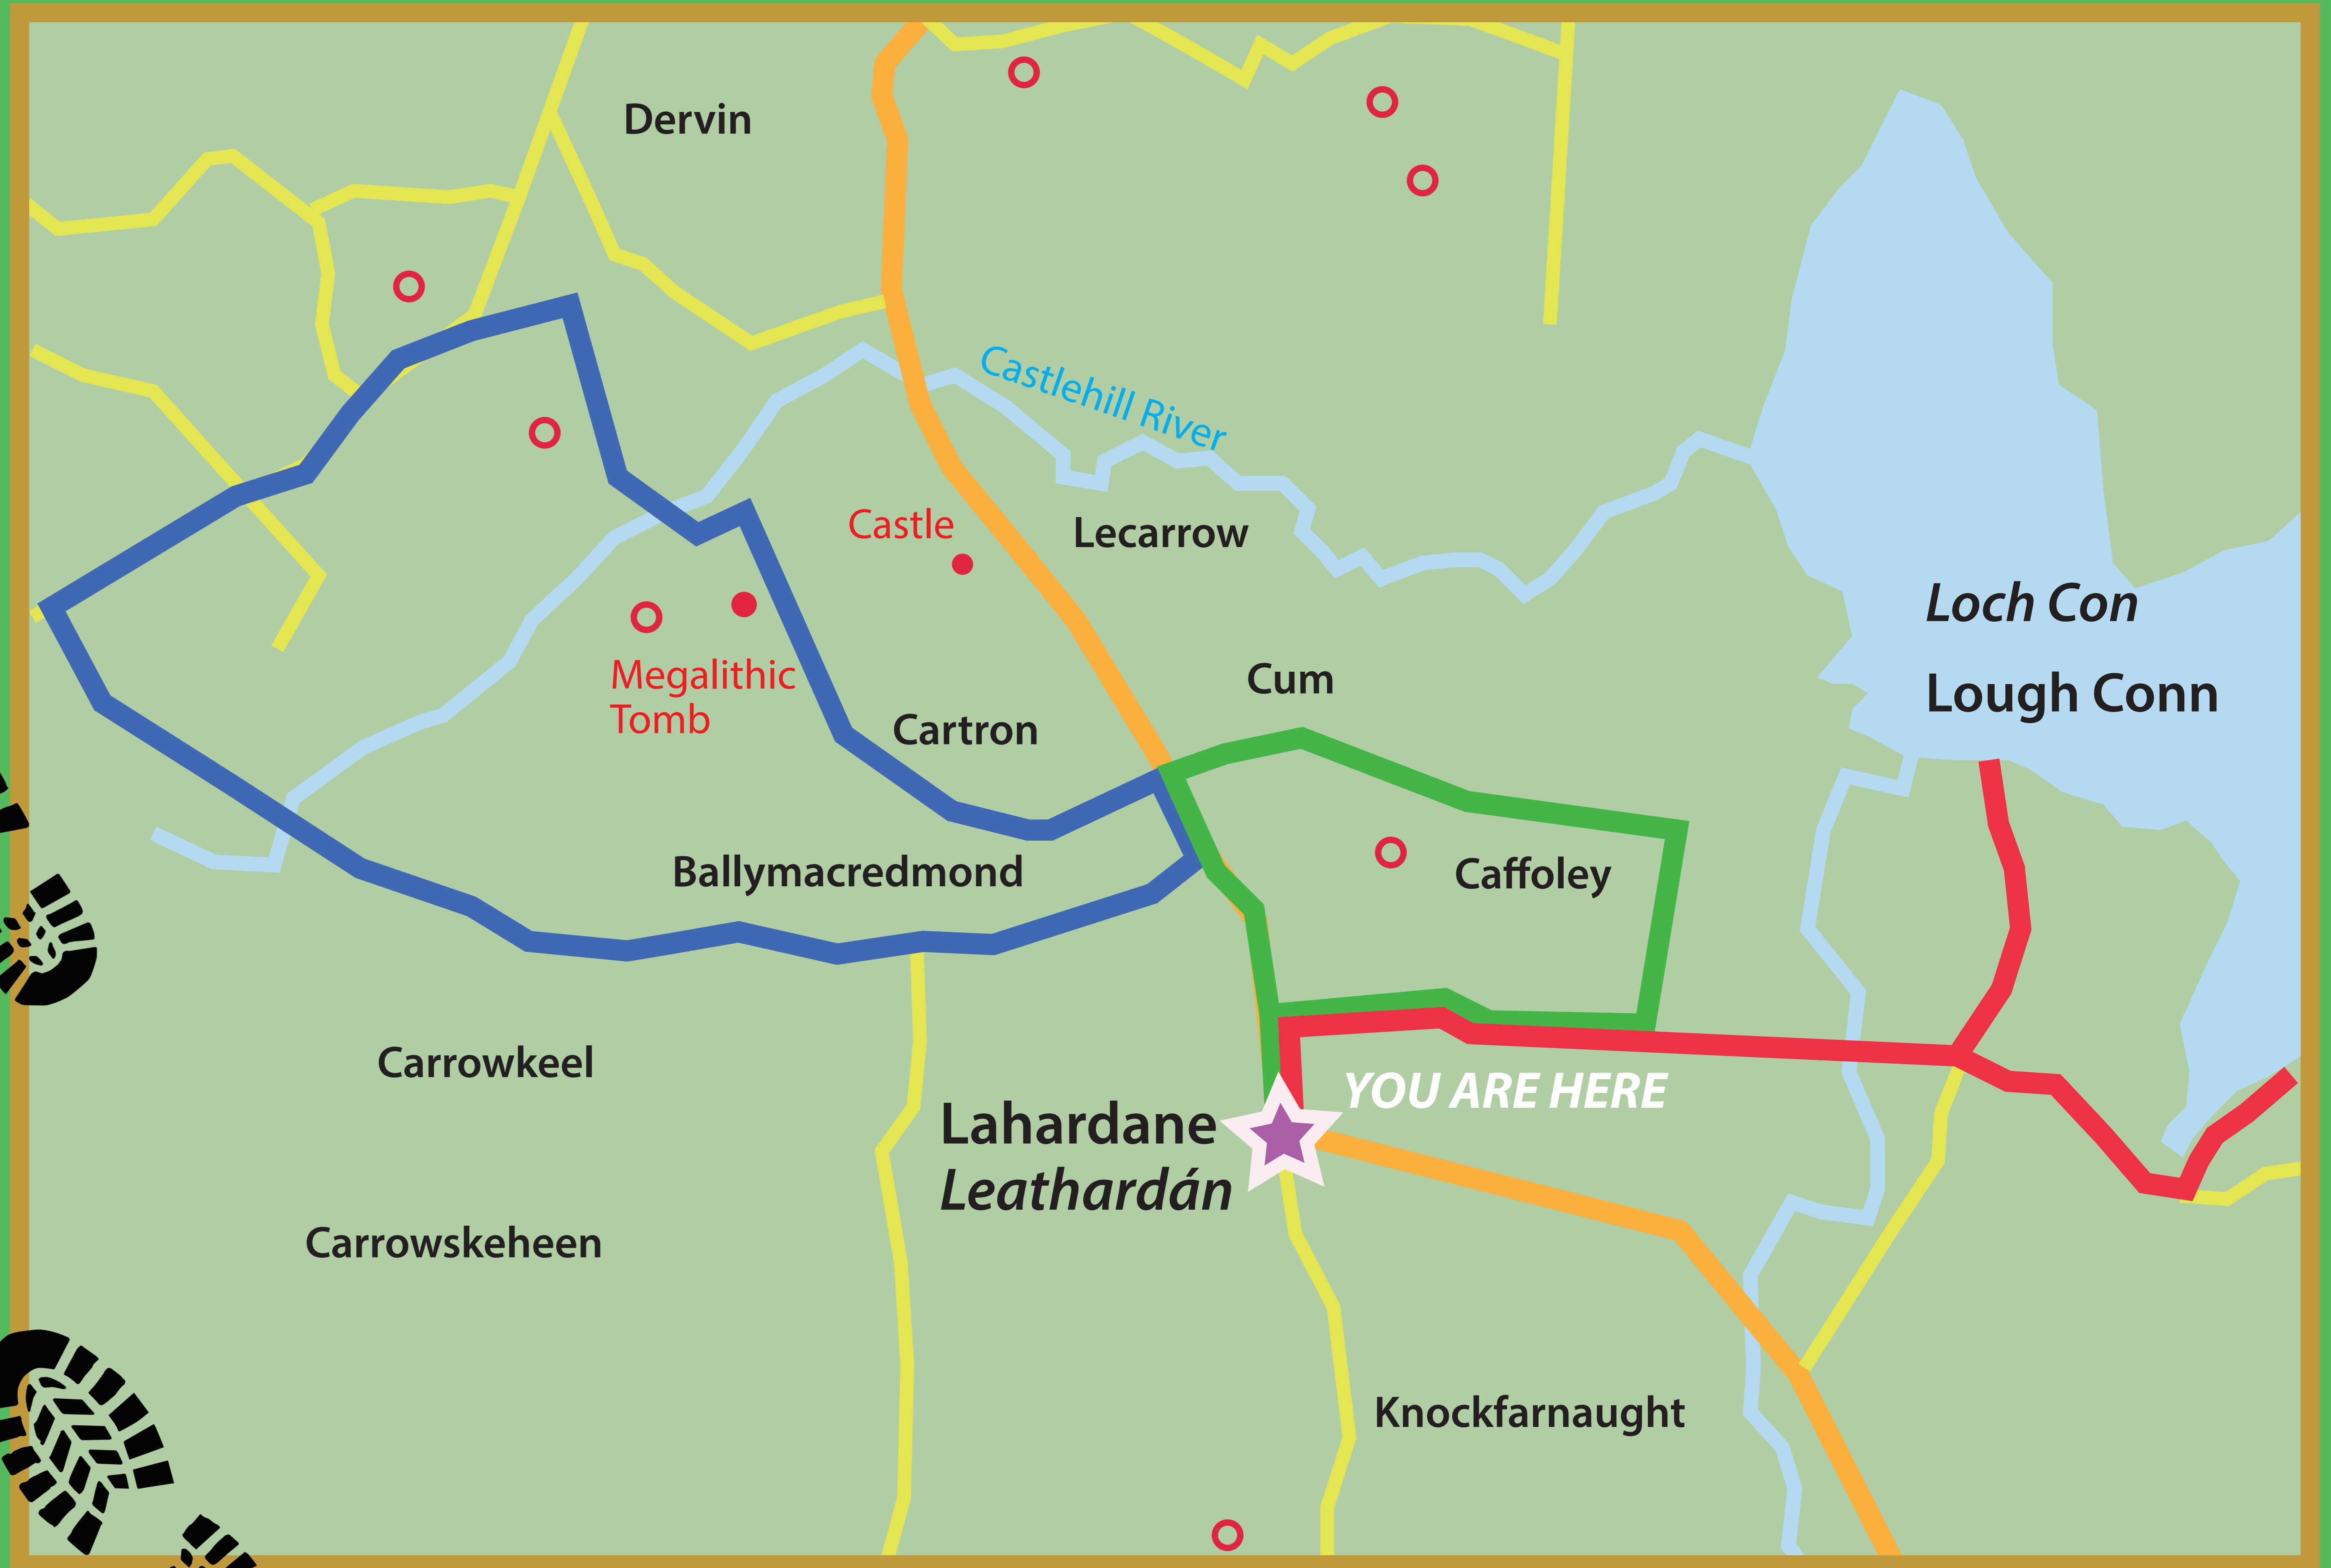 Dervin
Castlehill River
Castle
Lecarrow
Loch Con
Lough Conn
Megalithic
Tomb
Cum
Cartron
Ballymacredmond
Caffoley
Carrowkeel
YOU ARE HERE
Lahardane
Leathardán
Carrowskeheen
Knockfarnaught